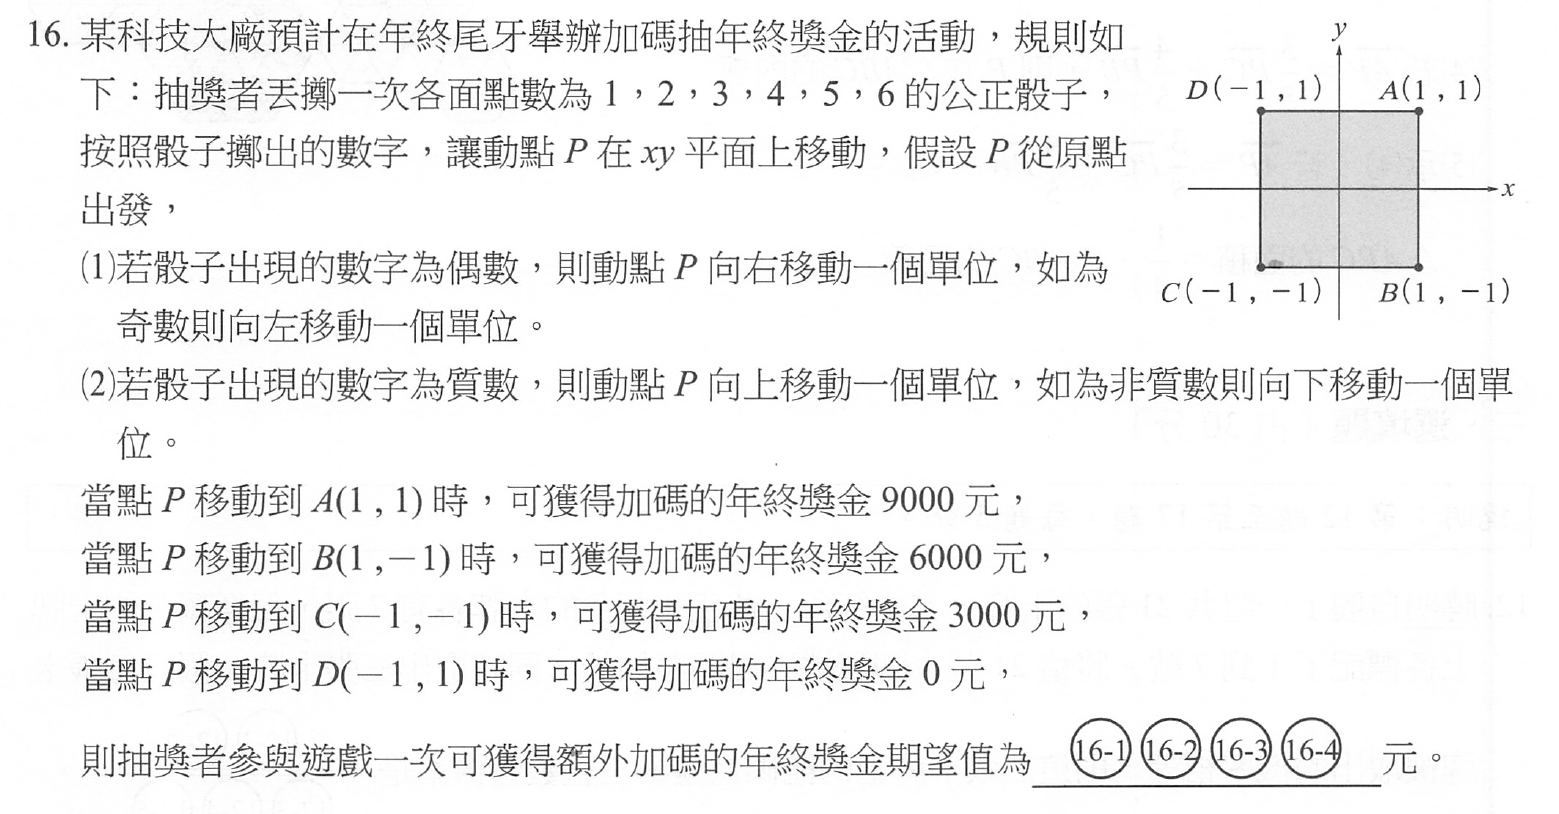 16. 某科技大廠預計在年終尾牙舉辦加碼抽年終獎金的活動，規則如
下：抽獎者丟擲一次各面點數為 1，2，3，4，5，6 的公正骰子，
按照骰子擲出的數字，讓動點 P 在 xy 平面上移動，假設 P 從原點
出發，
⑴若骰子出現的數字為偶數，則動點 P 向右移動一個單位，如為
奇數則向左移動一個單位。
⑵若骰子出現的數字為質數，則動點 P 向上移動一個單位，如為非質數則向下移動一個單
位。
當點 P 移動到 A(1 , 1) 時，可獲得加碼的年終獎金 9000 元，
當點 P 移動到 B(1 ,－1) 時，可獲得加碼的年終獎金 6000 元，
當點 P 移動到 C(－1 ,－1) 時，可獲得加碼的年終獎金 3000 元，
當點 P 移動到 D(－1 , 1) 時，可獲得加碼的年終獎金 0 元，
則抽獎者參與遊戲一次可獲得額外加碼的年終獎金期望值為 16-1 16-2 16-3 16-4 元。
y
D(－1 , 1) A(1 , 1)
x
C(－1 , －1) B(1 , －1)